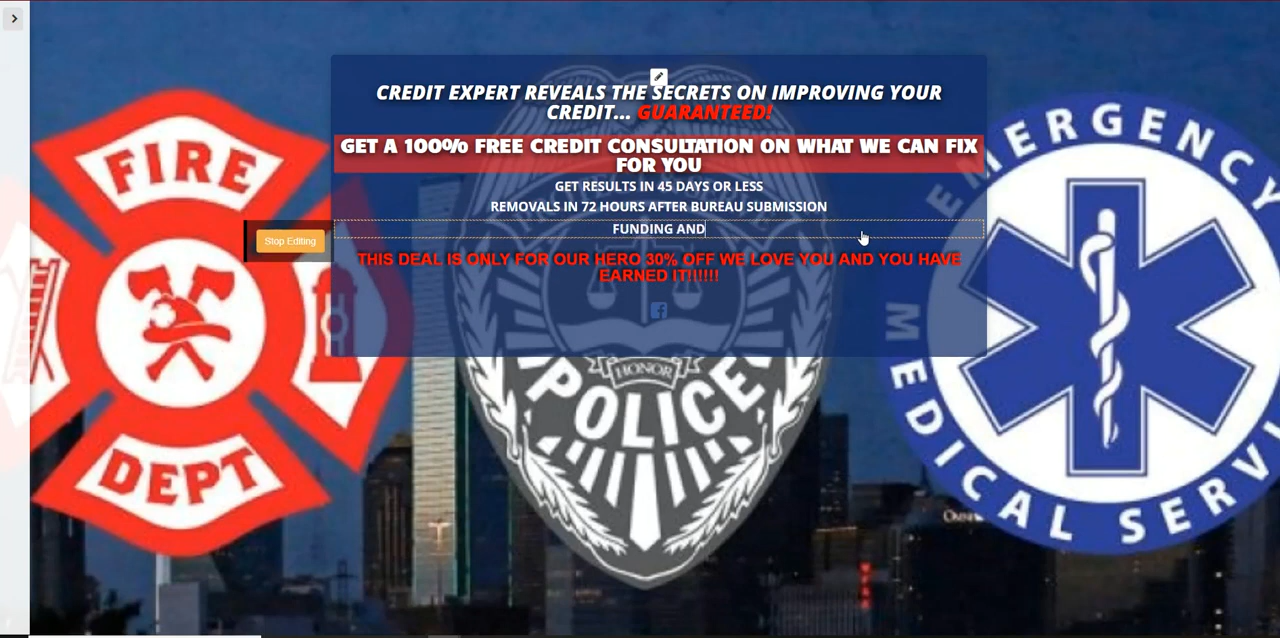 CREDIT EXPERT REVEALS THE SECRETS ON IMPROVING YOUR
CREDIT... GUARANTEED!
GET A 100% FREE CREDIT CONSULTATION ON WHAT WE CAN FIX
FOR YOU
GET RESULTS IN 45 DAYS OR LESS
REMOVALS IN 72 HOURS AFTER BUREAU SUBMISSION
FUNDING AND
Stop Editing
THIS DEAL IS ONLY FOR OUR HERO 30% OFF WE LOVE YOU AND YOU HAVE
EARNED IT!!!!!!
FIRE
DEPT
HONOR
POLICE
EMERGENCY
MEDICAL SERVI